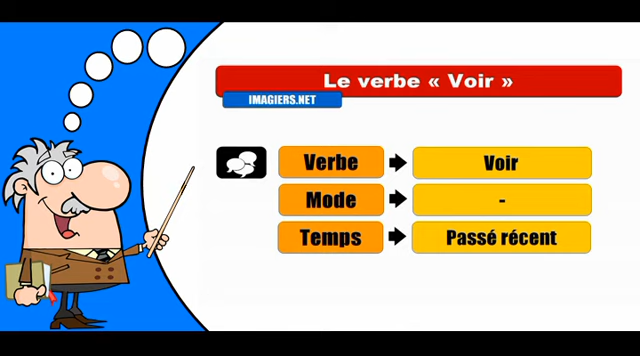 Le verbe « Voir »
IMAGIERS.NET
Verbe Voir
Mode -
Temps Passé récent